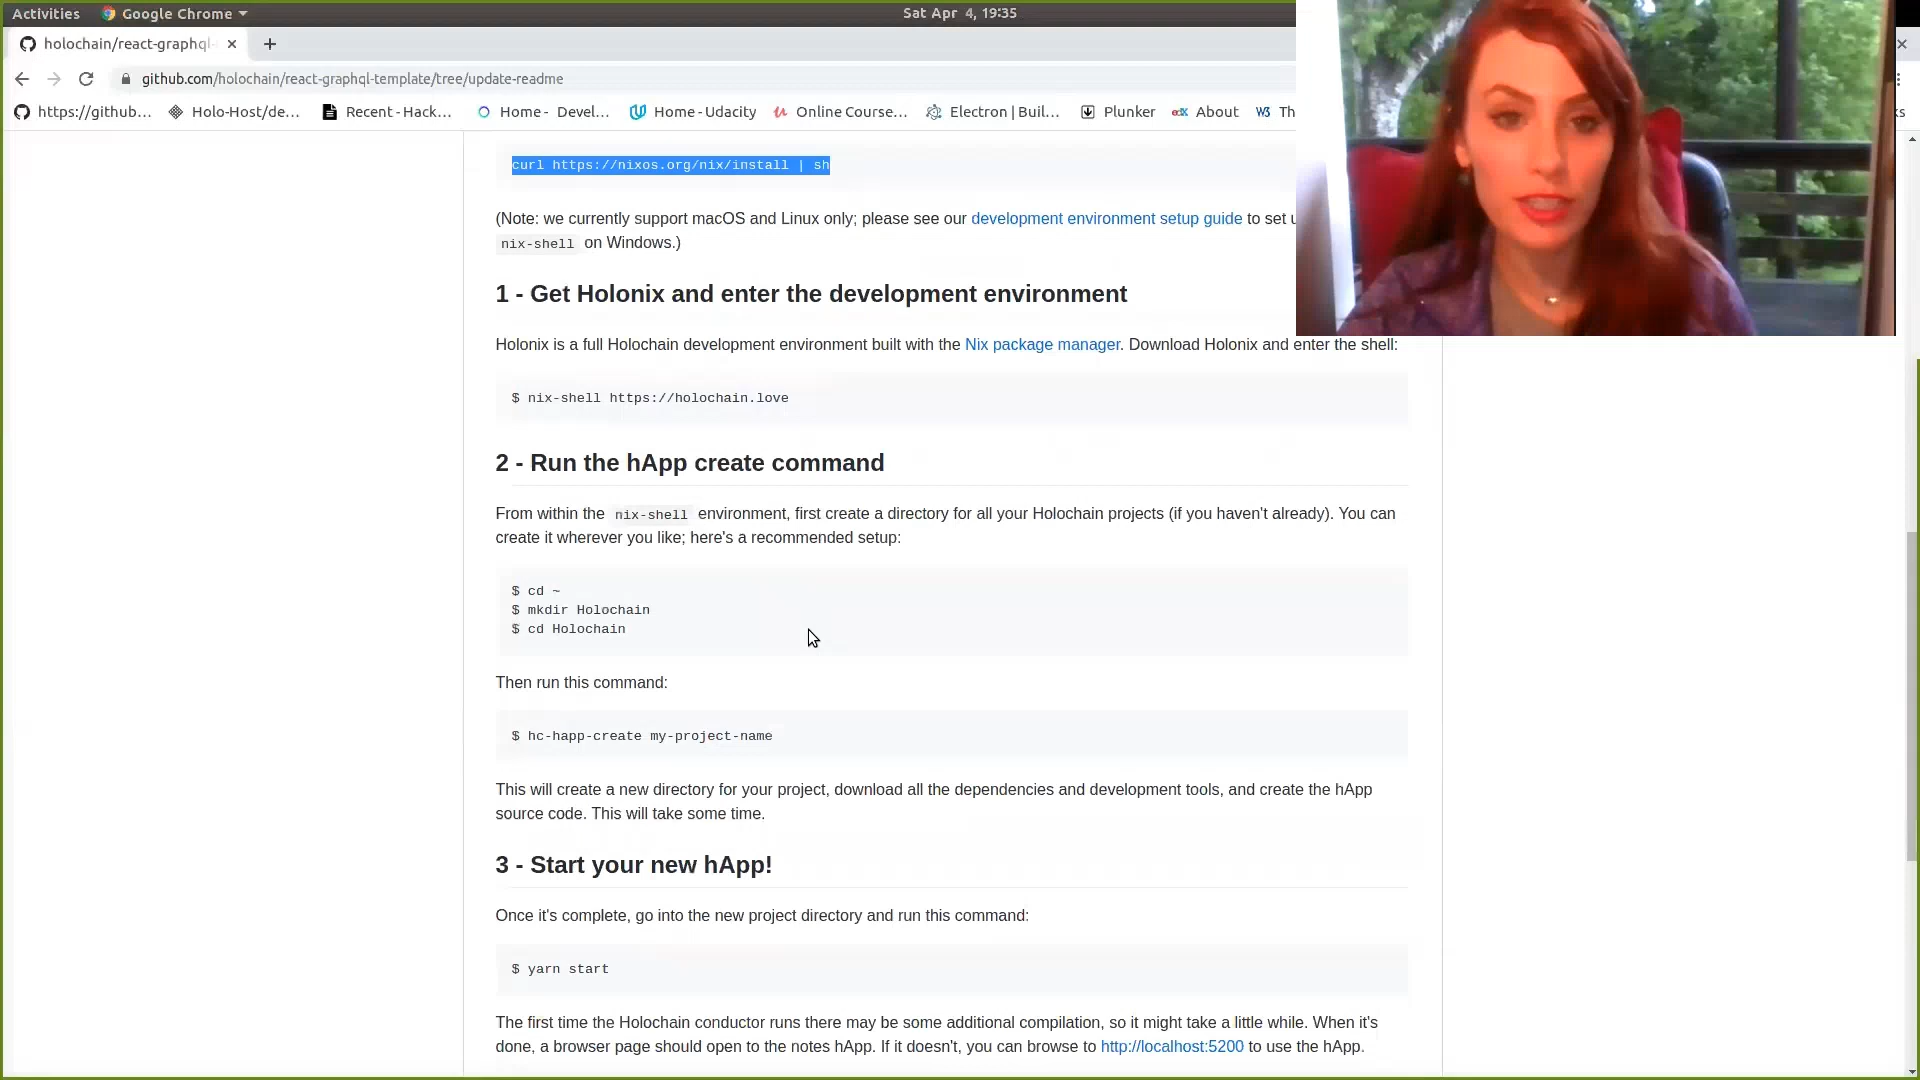 Activities Google Chrome Sat Apr 4, 19:35
holochain/react-graphql-
github.com/holochain/react-graphql-template/tree/update-readme
https://github... Holo-Host/de... Recent - Hack... Home - Devel... Home - Udacity Online Course... Electron | Buil... Plunker edX About W3 Th
curl https://nixos.org/nix/install | sh
(Note: we currently support macOS and Linux only; please see our development environment setup guide to set u
nix-shell on Windows.)
1 - Get Holonix and enter the development environment
Holonix is a full Holochain development environment built with the Nix package manager. Download Holonix and enter the shell:
$ nix-shell https://holochain.love
2 - Run the hApp create command
From within the nix-shell environment, first create a directory for all your Holochain projects (if you haven't already). You can
create it wherever you like; here's a recommended setup:
$ cd ~
$ mkdir Holochain
$ cd Holochain
Then run this command:
$ hc-happ-create my-project-name
This will create a new directory for your project, download all the dependencies and development tools, and create the hApp
source code. This will take some time.
3 - Start your new hApp!
Once it's complete, go into the new project directory and run this command:
$ yarn start
The first time the Holochain conductor runs there may be some additional compilation, so it might take a little while. When it's
done, a browser page should open to the notes hApp. If it doesn't, you can browse to http://localhost:5200 to use the hApp.